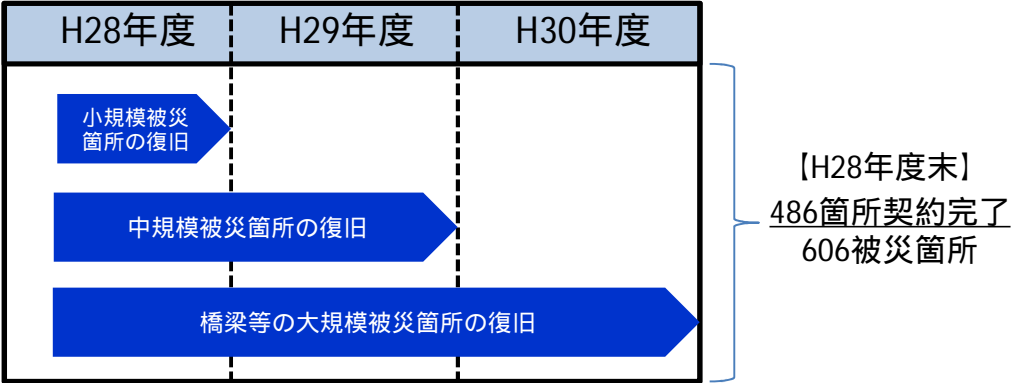 H28年度 H29年度 H30年度
小規模被災
箇所の復旧
中規模被災箇所の復旧
橋梁等の大規模被災箇所の復旧
【H28年度末】
486箇所契約完了
606被災箇所